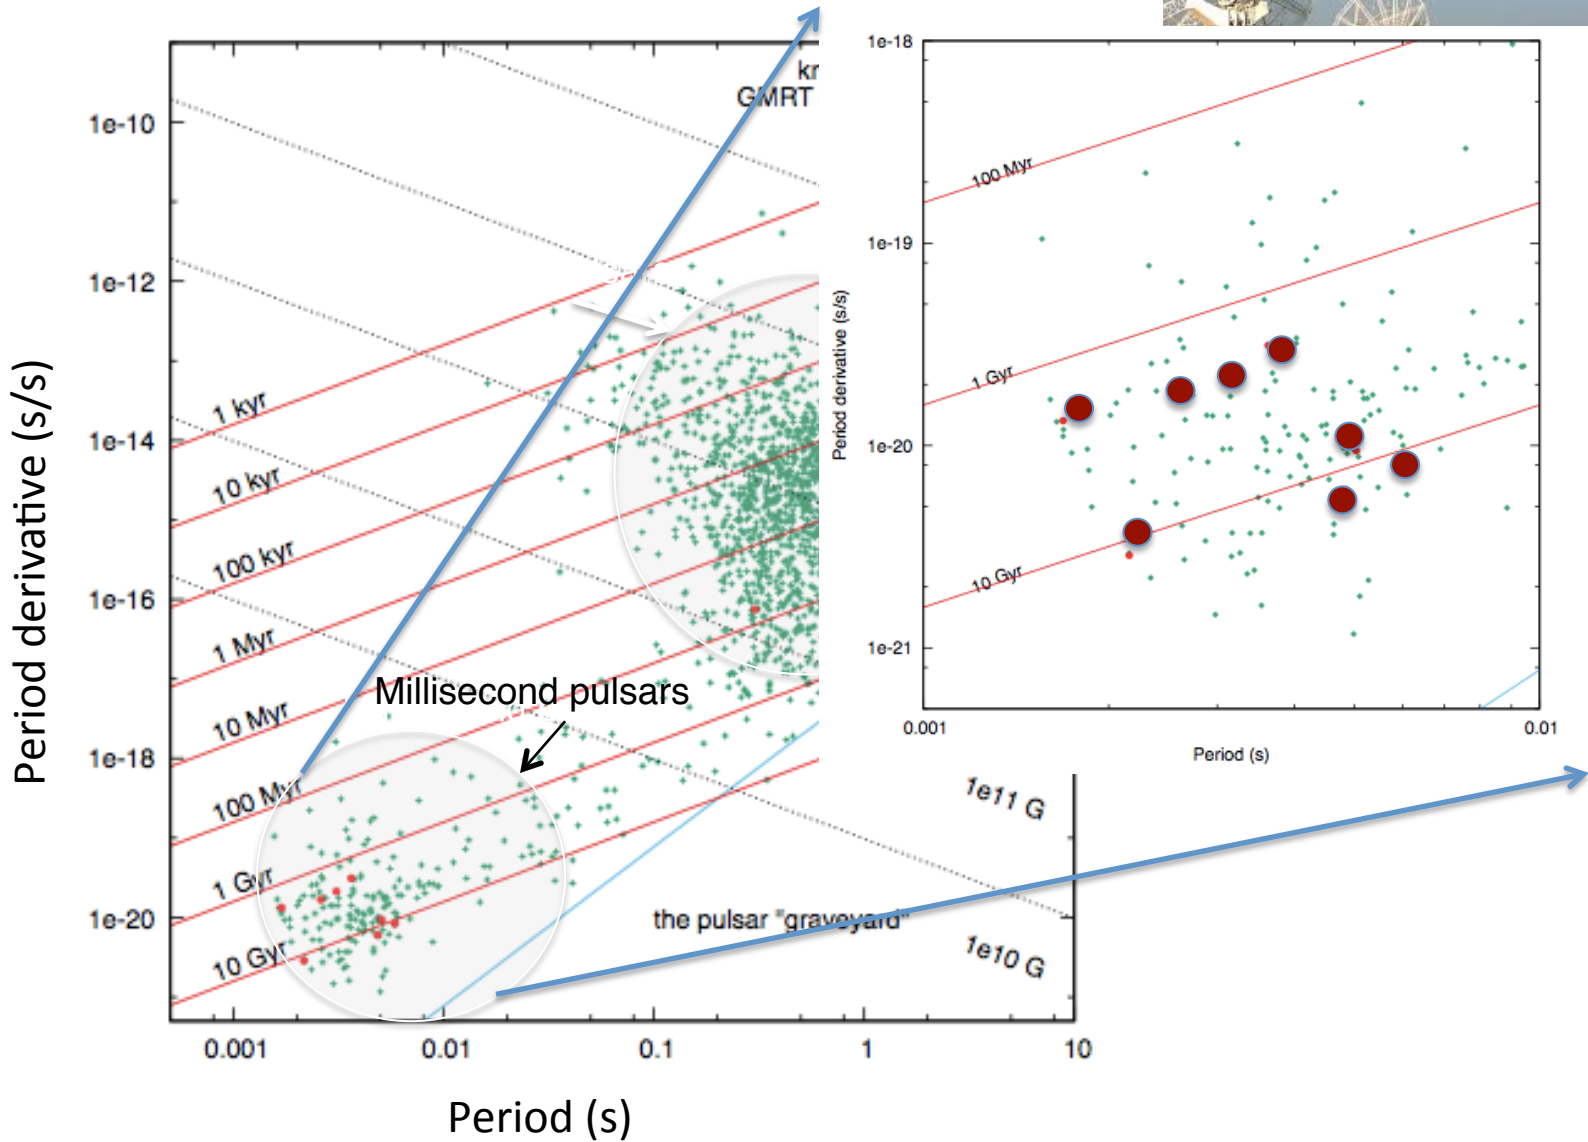 kr
GMRT
1e-10
1e-12
1e-14
1e-16
1e-18
1e-20
Period derivative (s/s)
1 kyr
10 kyr
100 kyr
1 Myr
10 Myr
100 Myr
1 Gyr
10 Gyr
Millisecond pulsars
the pulsar "graveyard"
1e11 G
1e10 G
0.001
0.01
0.1
1
10
Period (s)
1e-18
1e-19
1e-20
1e-21
Period derivative (s/s)
100 Myr
1 Gyr
10 Gyr
0.001
0.01
Period (s)